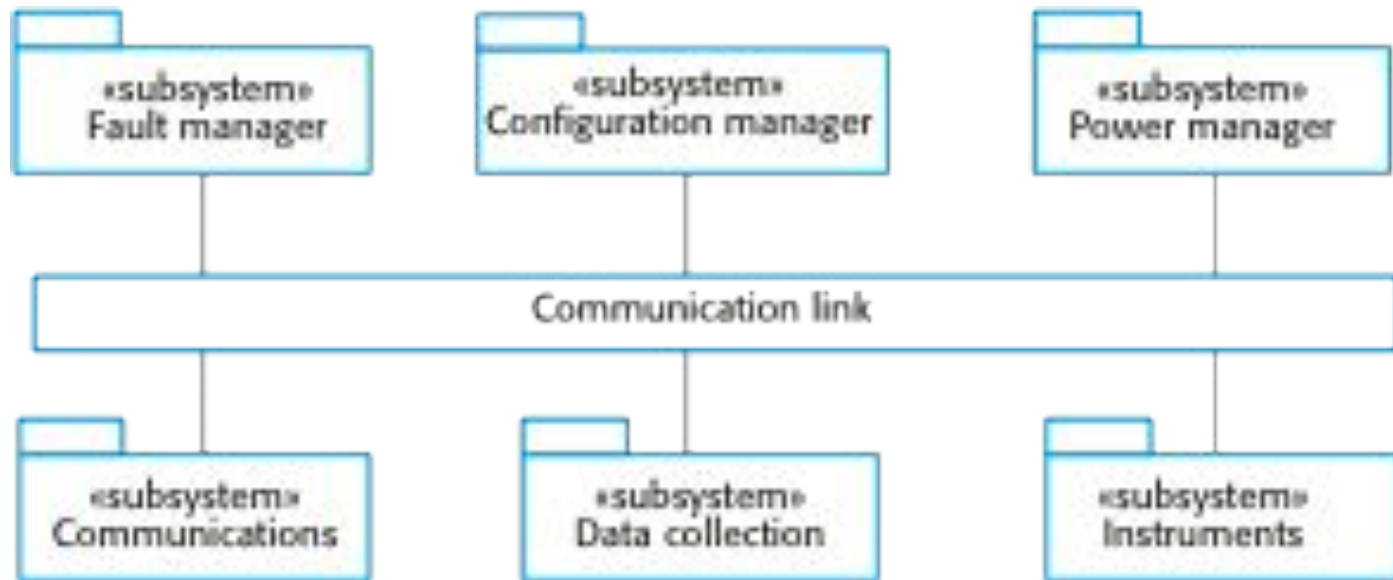 «subsystem»
Fault manager
«subsystem»
Configuration manager
«subsystem»
Power manager
Communication link
«subsystem»
Communications
«subsystem»
Data collection
«subsystem»
Instruments